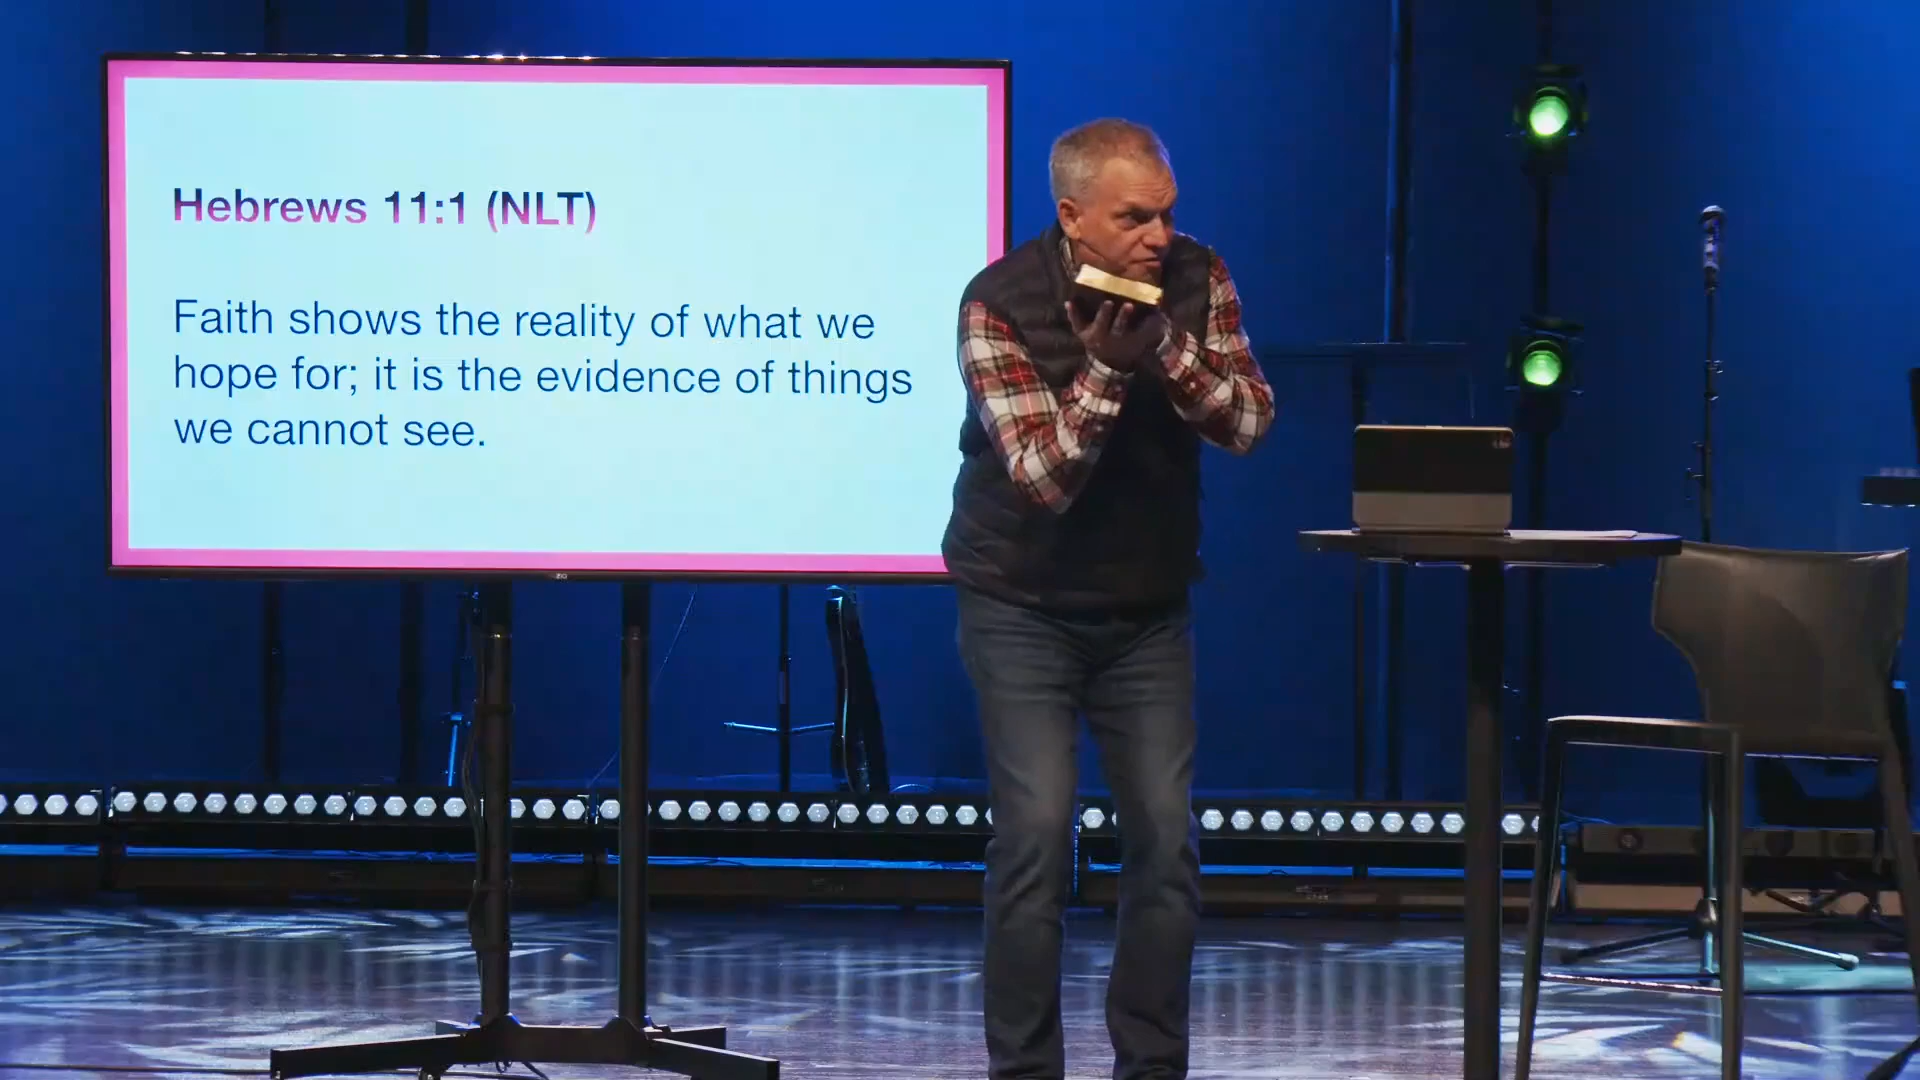 Hebrews 11:1 (NLT)
Faith shows the reality of what we
hope for; it is the evidence of things
we cannot see.